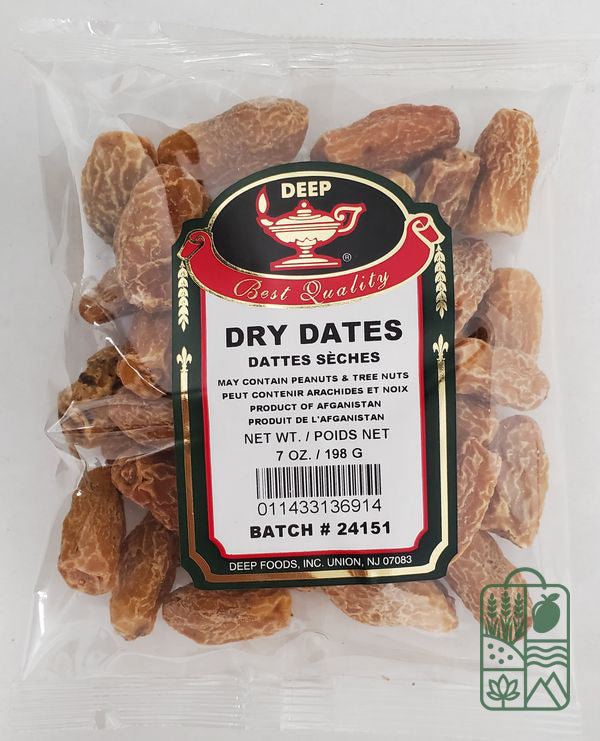 DEEP
®
Best Quality
DRY DATES
DATTES SÈCHES
MAY CONTAIN PEANUTS & TREE NUTS
PEUT CONTENIR ARACHIDES ET NOIX
PRODUCT OF AFGANISTAN
PRODUIT DE L'AFGANISTAN
NET WT. / POIDS NET
7 OZ. / 198 G
011433136914
BATCH # 24151
DEEP FOODS, INC. UNION, NJ 07083